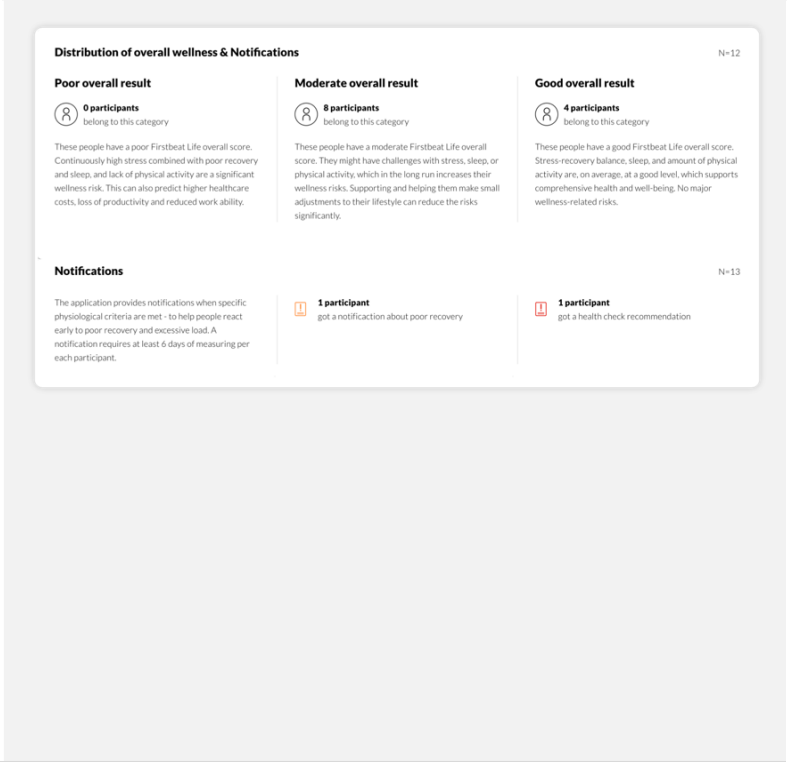 Distribution of overall wellness & Notifications
N=12
Poor overall result
0 participants
belong to this category
These people have a poor Firstbeat Life overall score.
Continuously high stress combined with poor recovery
and sleep, and lack of physical activity are a significant
wellness risk. This can also predict higher healthcare
costs, loss of productivity and reduced work ability.
Moderate overall result
8 participants
belong to this category
These people have a moderate Firstbeat Life overall
score. They might have challenges with stress, sleep, or
physical activity, which in the long run increases their
wellness risks. Supporting and helping them make small
adjustments to their lifestyle can reduce the risks
significantly.
Good overall result
4 participants
belong to this category
These people have a good Firstbeat Life overall score.
Stress-recovery balance, sleep, and amount of physical
activity are, on average, at a good level, which supports
comprehensive health and well-being. No major
wellness-related risks.
Notifications
N=13
The application provides notifications when specific
physiological criteria are met - to help people react
early to poor recovery and excessive load. A
notification requires at least 6 days of measuring per
each participant.
1 participant
got a notificaction about poor recovery
1 participant
got a health check recommendation